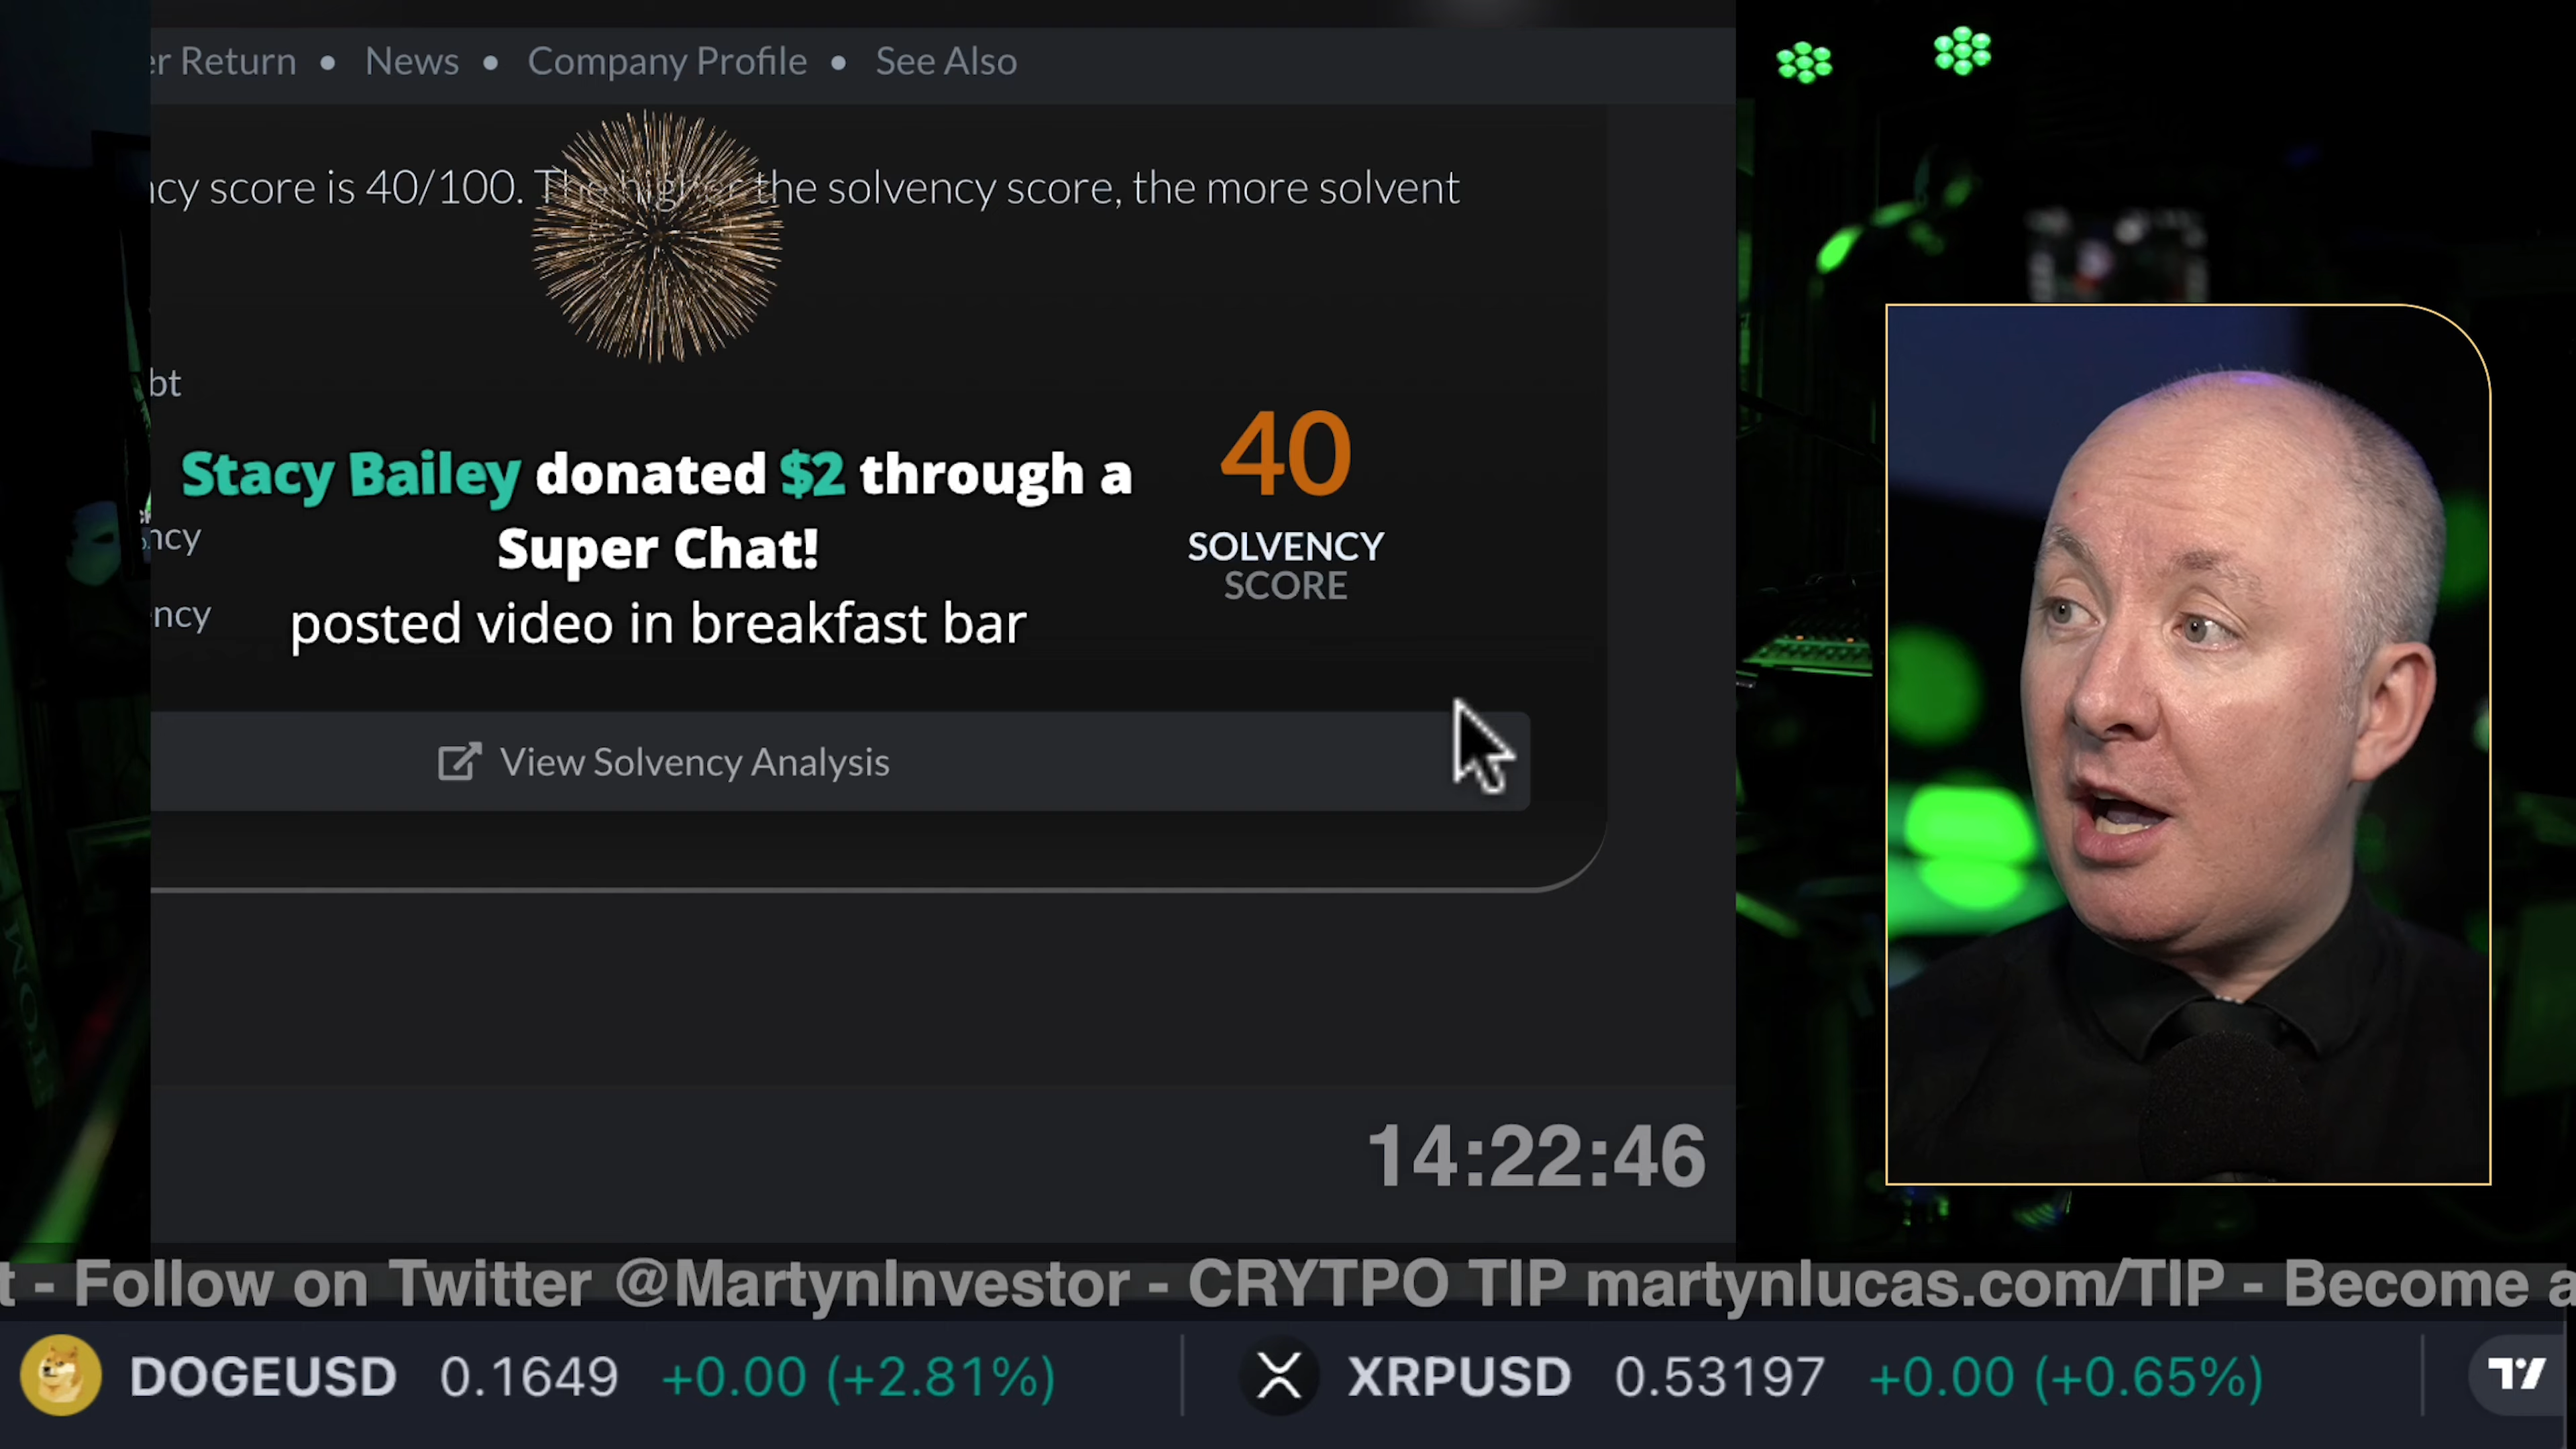 er Return • News • Company Profile • See Also
ncy score is 40/100. The higher the solvency score, the more solvent
bt
40
Stacy Bailey donated $2 through a
Super Chat!
SOLVENCY
SCORE
ncy
posted video in breakfast bar
ency
View Solvency Analysis
14:22:46
t - Follow on Twitter @MartynInvestor - CRYTPO TIP martynlucas.com/TIP - Become a
DOGEUSD 0.1649 +0.00 (+2.81%) XRPUSD 0.53197 +0.00 (+0.65%)